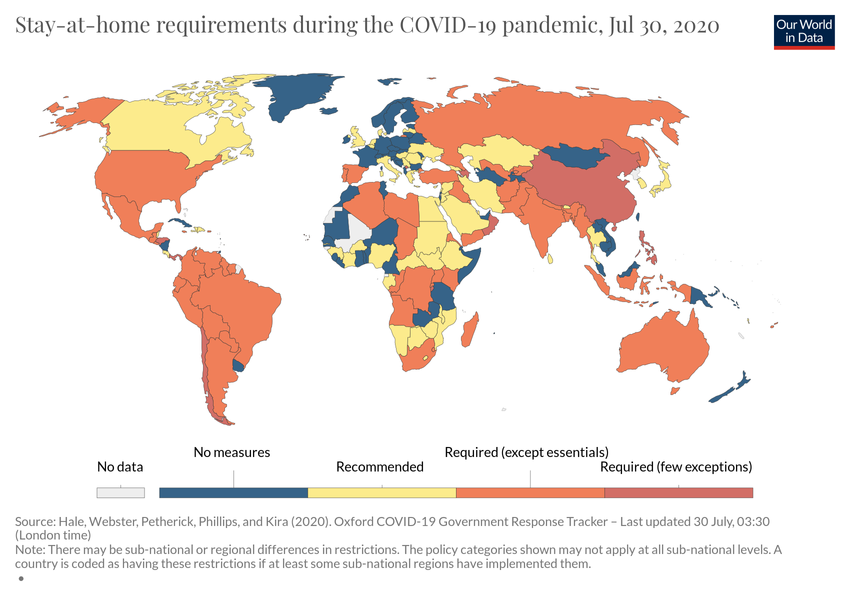 Stay-at-home requirements during the COVID-19 pandemic, Jul 30, 2020
Our World
in Data
No data
No measures
Recommended
Required (except essentials)
Required (few exceptions)
Source: Hale, Webster, Petherick, Phillips, and Kira (2020). Oxford COVID-19 Government Response Tracker – Last updated 30 July, 03:30
(London time)
Note: There may be sub-national or regional differences in restrictions. The policy categories shown may not apply at all sub-national levels. A
country is coded as having these restrictions if at least some sub-national regions have implemented them.
•